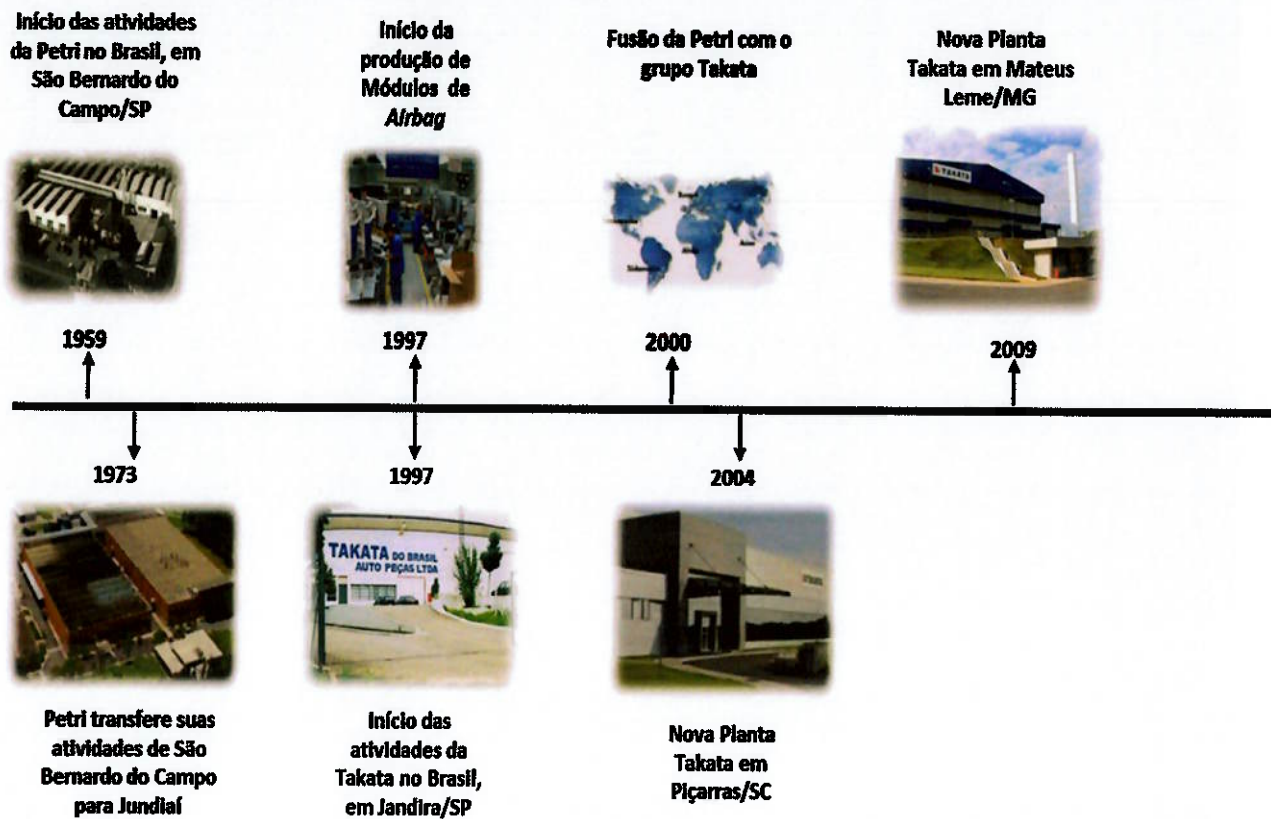 Início das atividades
da Petri no Brasil, em
São Bernardo do
Campo/SP
Início da
produção de
Módulos de
Airbag
Fusão da Petri com o
grupo Takata
Nova Planta
Takata em Mateus
Leme/MG
TAKATA
1959
1997
2000
2009
1973
1997
2004
TAKATA DO BRASIL
AUTO PEÇAS LTDA
Petri transfere suas
atividades de São
Bernardo do Campo
para Jundiaí
Início das
atividades da
Takata no Brasil,
em Jandira/SP
Nova Planta
Takata em
Piçarras/SC